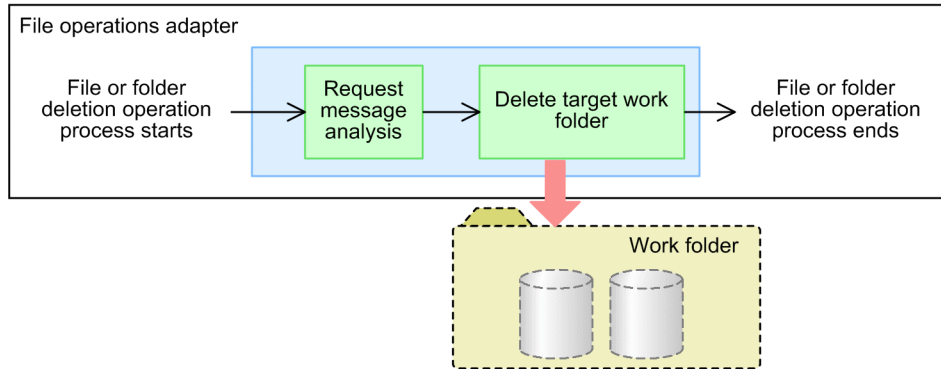 File operations adapter
File or folder
deletion operation
process starts
Request
message
analysis
Delete target work
folder
File or folder
deletion operation
process ends
Work folder